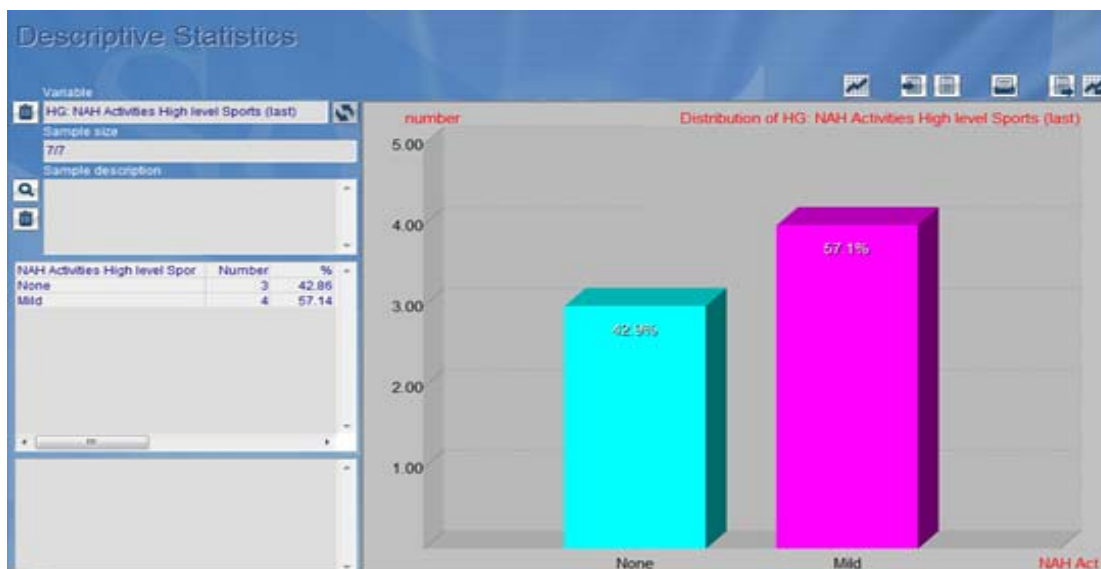 Descriptive Statistics
Variable
HG: NAH Activities High level Sports (last)
Sample size
7/7
Sample description
NAH Activities High level Spor Number %
None 3 42.86
Mild 4 57.14
number
Distribution of HG: NAH Activities High level Sports (last)
5.00
4.00
3.00
2.00
1.00
42.9%
57.1%
None
Mild
NAH Act